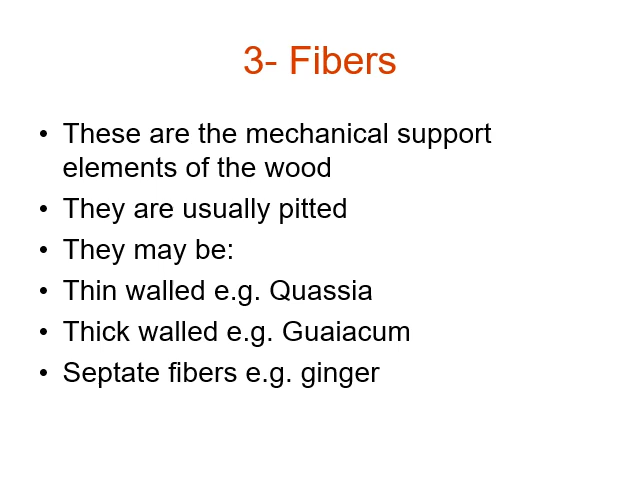 3- Fibers
• These are the mechanical support
elements of the wood
• They are usually pitted
• They may be:
• Thin walled e.g. Quassia
• Thick walled e.g. Guaiacum
• Septate fibers e.g. ginger